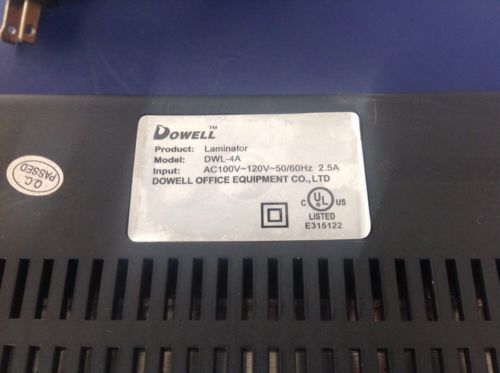 DOWELL™
Product: Laminator
Model: DWL-4A
Input: AC100V~120V~50/60Hz 2.5A
DOWELL OFFICE EQUIPMENT CO.,LTD
C UL US
LISTED
E315122
Q.C.
PASSED